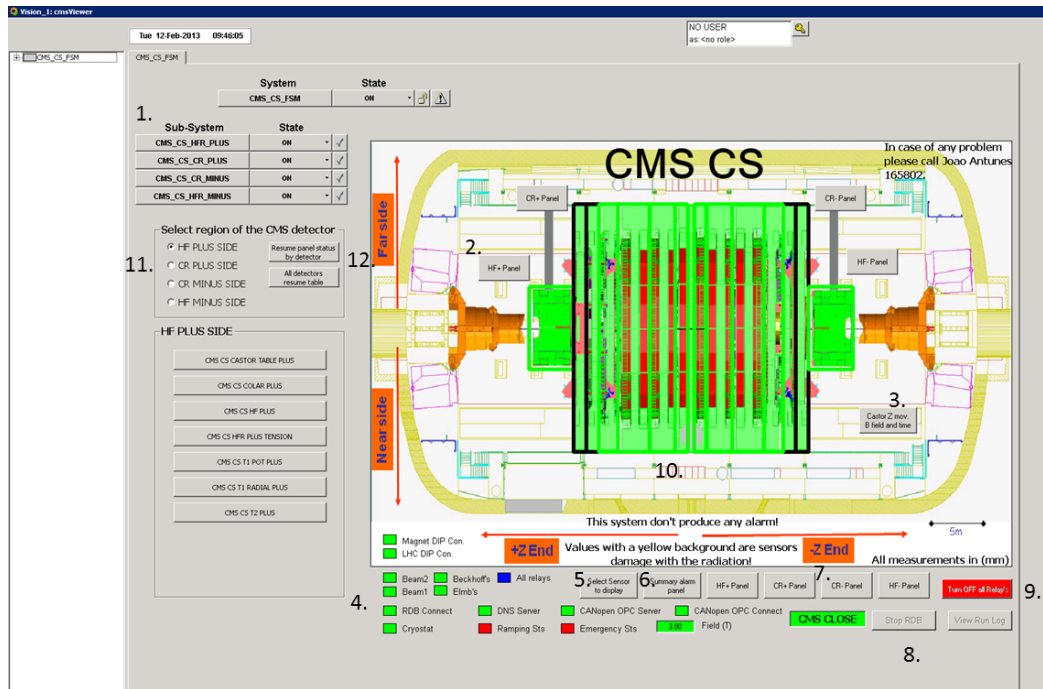 Vision_1: cmsViewer
Tue 12-Feb-2013 09:46:05
NO USER
as: <no role>
CMS_CS_FSM
CMS_CS_FSM
System State
CMS_CS_FSM ON
1.
Sub-System State
CMS_CS_HFR_PLUS ON
CMS_CS_CR_PLUS ON
CMS_CS_CR_MINUS ON
CMS_CS_HFR_MINUS ON
Select region of the CMS detector
HF PLUS SIDE
CR PLUS SIDE
CR MINUS SIDE
HF MINUS SIDE
Resume panel status
by detector
All detectors
resume table
11.
12.
HF PLUS SIDE
CMS CS CASTOR TABLE PLUS
CMS CS COLAR PLUS
CMS CS HF PLUS
CMS CS HFR PLUS TENSION
CMS CS T1 POT PLUS
CMS CS T1 RADIAL PLUS
CMS CS T2 PLUS
CMS CS
In case of any problem
please call Joao Antunes
165802.
Far side
Near side
CR+ Panel
CR- Panel
2.
HF+ Panel
HF- Panel
3.
Castor Z mov.
B field and time
10.
This system don't produce any alarm!
5m
+Z End
Values with a yellow background are sensors
damage with the radiation!
-Z End
All measurements in (mm)
Magnet DIP Con.
LHC DIP Con.
Beam2 Beckhoff's All relays
Beam1 Elmb's
4.
RDB Connect DNS Server CANopen OPC Server CANopen OPC Connect
Cryostat Ramping Sts Emergency Sts 3.80 Field (T)
5.
Select Sensor
to display
6.
Summary alarm
panel
HF+ Panel
CR+ Panel
7.
CR- Panel
HF- Panel
Turn OFF all Relay's
9.
CMS CLOSE
Stop RDB
View Run Log
8.